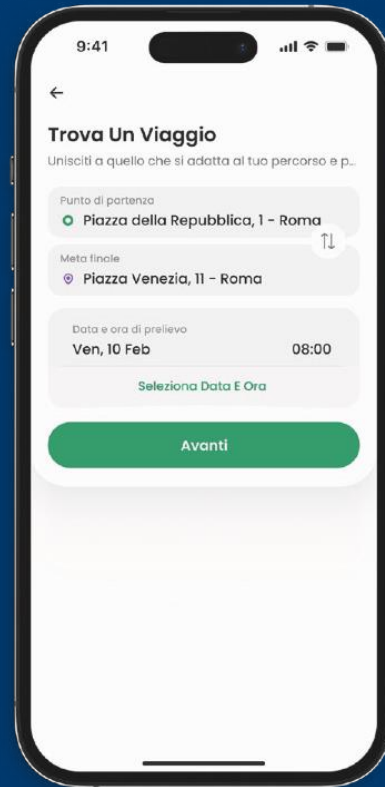 9:41
Trova Un Viaggio
Unisciti a quello che si adatta al tuo percorso e p...
Punto di partenza
Piazza della Repubblica, 1 - Roma
Meta finale
Piazza Venezia, 11 - Roma
Data e ora di prelievo
Ven, 10 Feb 08:00
Seleziona Data E Ora
Avanti